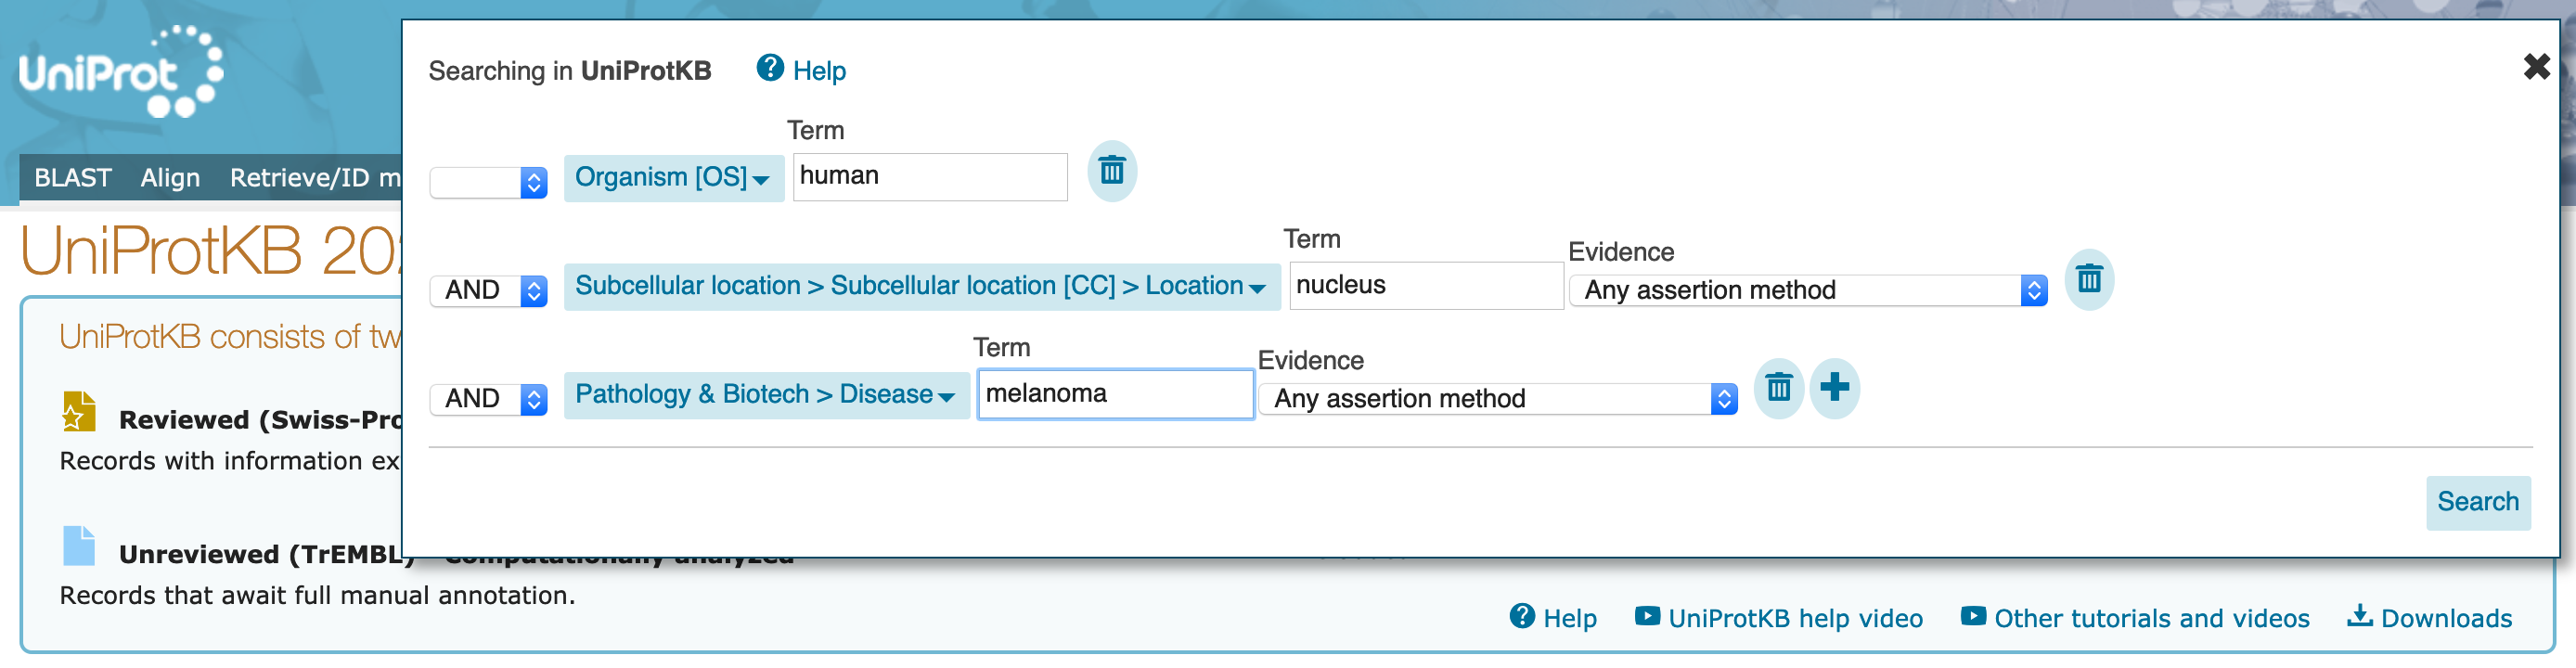 UniProt
BLAST Align Retrieve/ID m
UniProtKB 202
UniProtKB consists of tw
Reviewed (Swiss-Pro
Records with information ex
Unreviewed (TrEMBL) - Computationally analyzed
Records that await full manual annotation.
Searching in UniProtKB Help
Term
Organism [OS] human
Term Evidence
AND Subcellular location > Subcellular location [CC] > Location nucleus Any assertion method
Term Evidence
AND Pathology & Biotech > Disease melanoma Any assertion method
Search
Help UniProtKB help video Other tutorials and videos Downloads